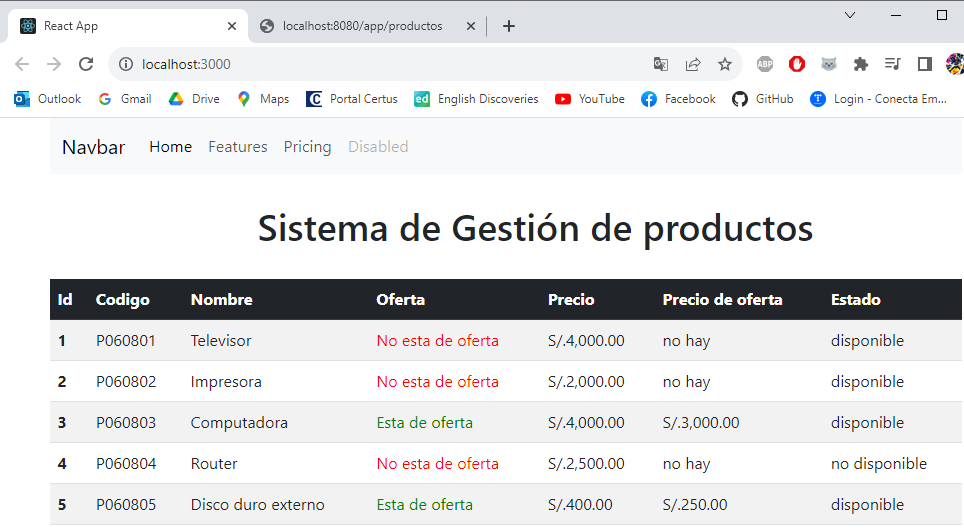 React App
localhost:8080/app/productos
localhost:3000
ABP
Outlook Gmail Drive Maps Portal Certus ed English Discoveries YouTube Facebook GitHub Login - Conecta Em...
Navbar Home Features Pricing Disabled
Sistema de Gestión de productos
Id Codigo Nombre Oferta Precio Precio de oferta Estado
1 P060801 Televisor No esta de oferta S/.4,000.00 no hay disponible
2 P060802 Impresora No esta de oferta S/.2,000.00 no hay disponible
3 P060803 Computadora Esta de oferta S/.4,000.00 S/.3,000.00 disponible
4 P060804 Router No esta de oferta S/.2,500.00 no hay no disponible
5 P060805 Disco duro externo Esta de oferta S/.400.00 S/.250.00 disponible